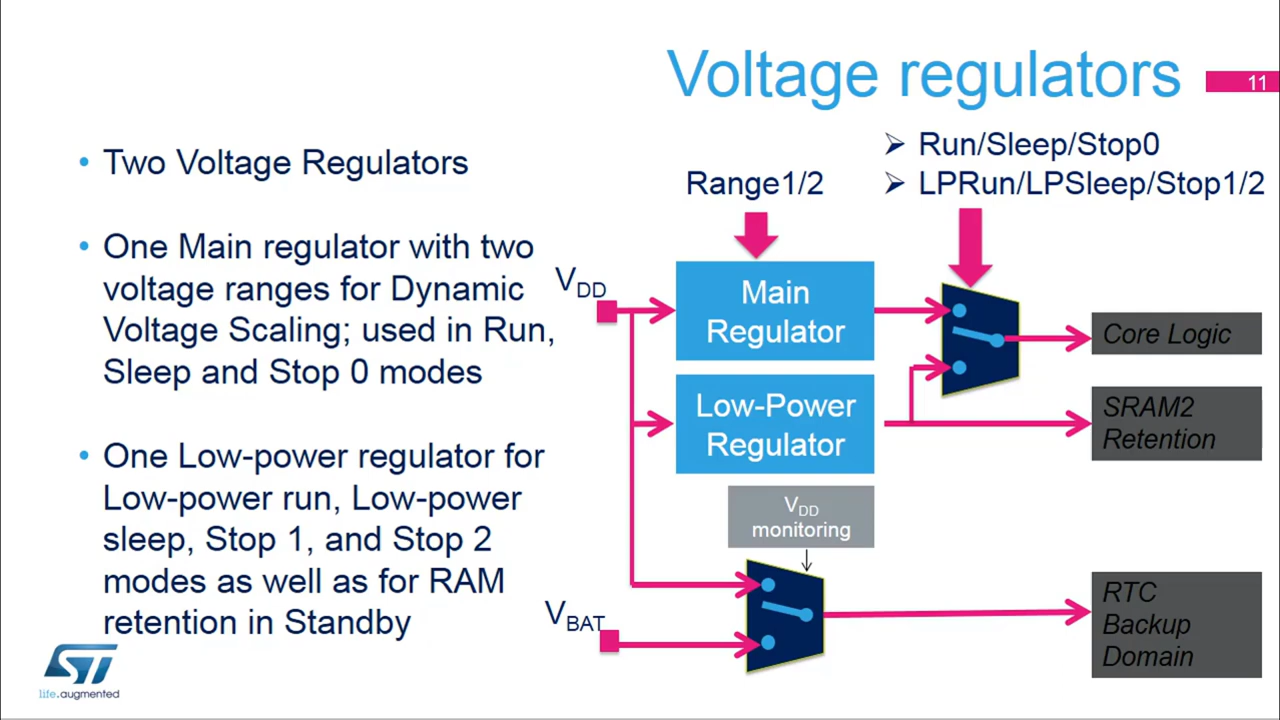 Voltage regulators
11
• Two Voltage Regulators
• One Main regulator with two
voltage ranges for Dynamic
Voltage Scaling; used in Run,
Sleep and Stop 0 modes
• One Low-power regulator for
Low-power run, Low-power
sleep, Stop 1, and Stop 2
modes as well as for RAM
retention in Standby
➢ Run/Sleep/Stop0
➢ LPRun/LPSleep/Stop1/2
Range1/2
VDD
Main
Regulator
Low-Power
Regulator
VDD
monitoring
VBAT
Core Logic
SRAM2
Retention
RTC
Backup
Domain
ST
life.augmented